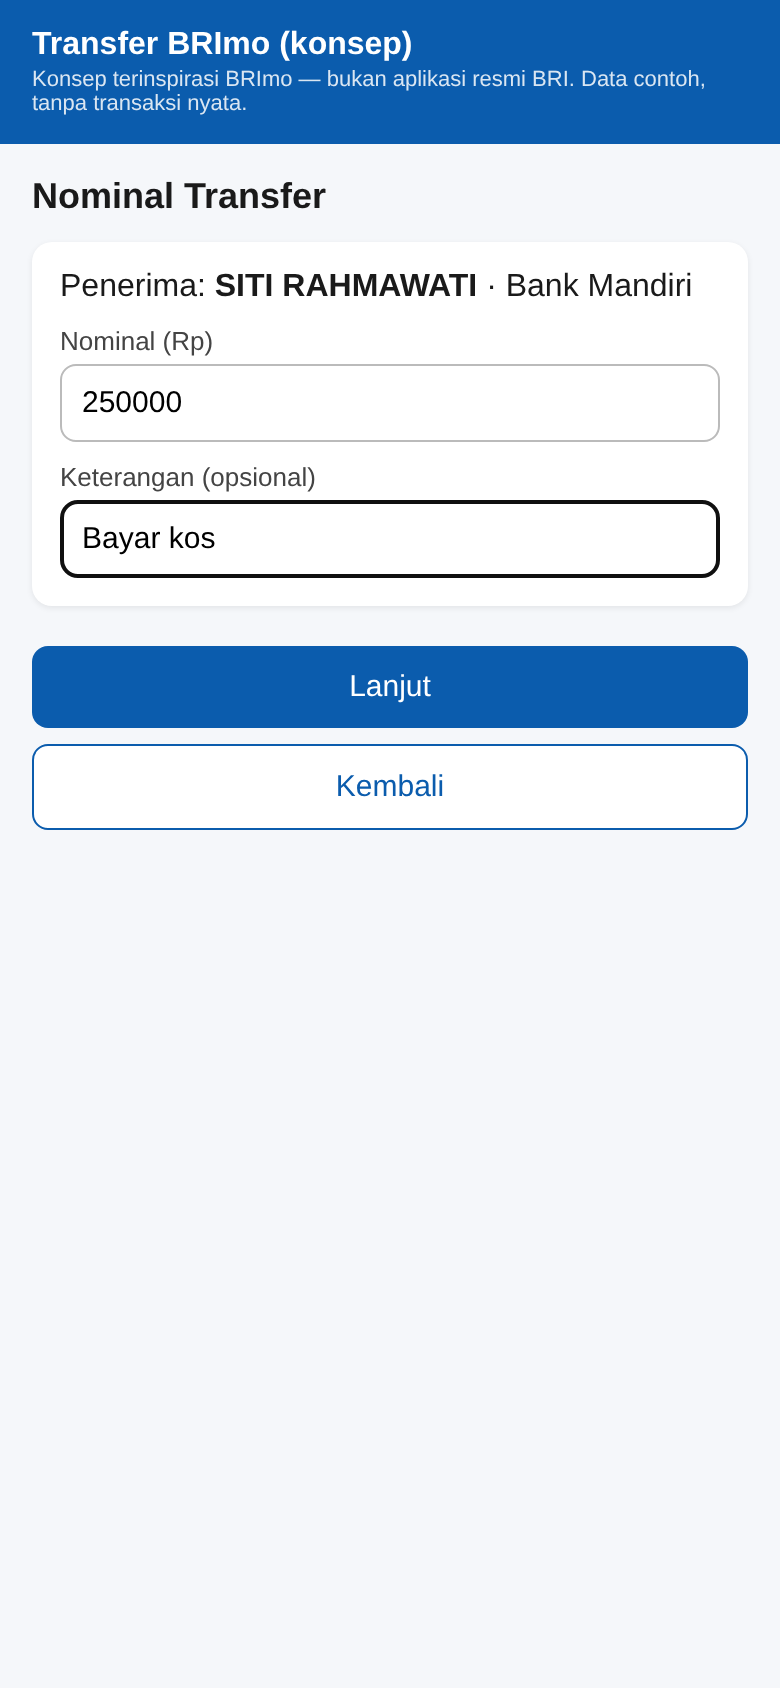 Transfer BRImo (konsep)
Konsep terinspirasi BRImo — bukan aplikasi resmi BRI. Data contoh,
tanpa transaksi nyata.
Nominal Transfer
Penerima: SITI RAHMAWATI · Bank Mandiri
Nominal (Rp)
250000
Keterangan (opsional)
Bayar kos
Lanjut
Kembali